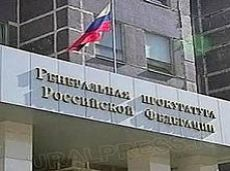 Генеральная прокуратура
Российской Федерации